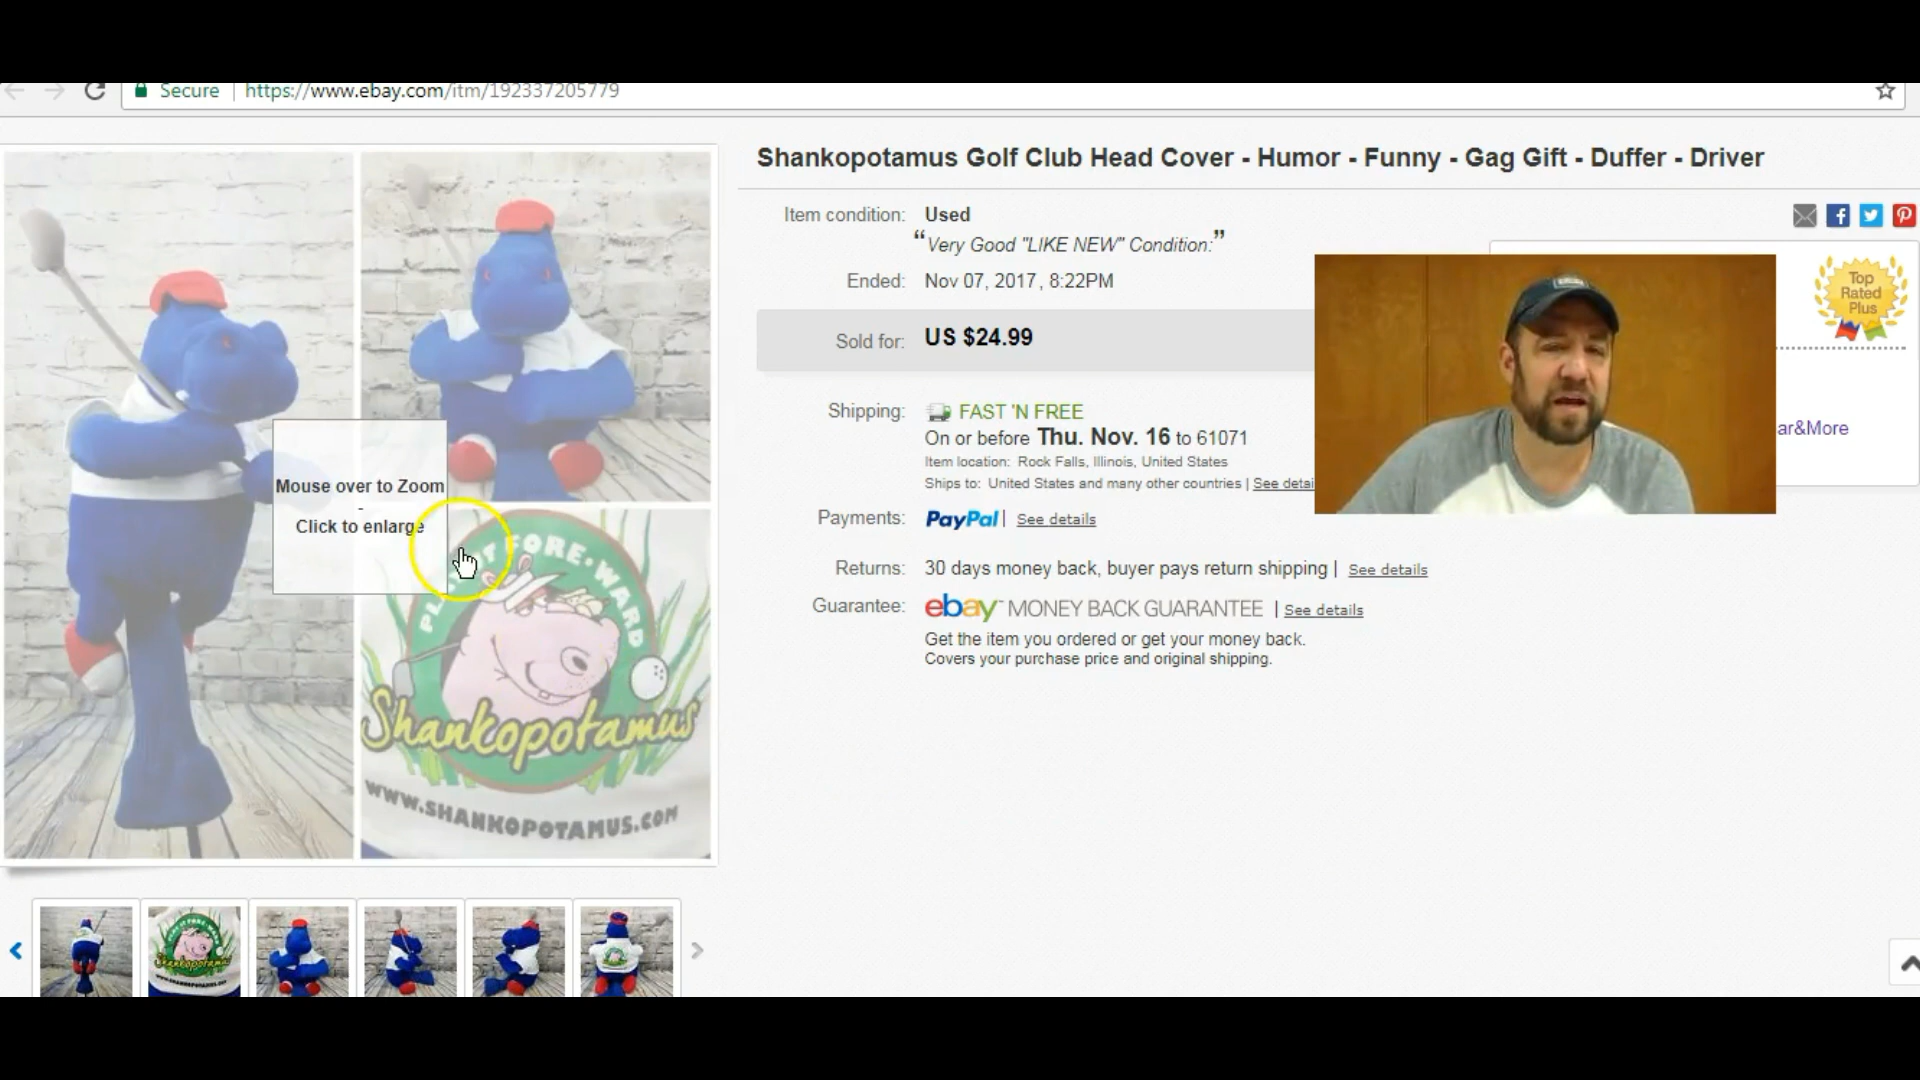 Secure
https://www.ebay.com/itm/192337205779
Shankopotamus Golf Club Head Cover - Humor - Funny - Gag Gift - Duffer - Driver
Item condition: Used
“Very Good "LIKE NEW" Condition:”
Ended: Nov 07, 2017 , 8:22PM
Sold for: US $24.99
Shipping: FAST 'N FREE
On or before Thu. Nov. 16 to 61071
Item location: Rock Falls, Illinois, United States
Ships to: United States and many other countries | See detai
Payments: PayPal | See details
Returns: 30 days money back, buyer pays return shipping | See details
Guarantee: ebay MONEY BACK GUARANTEE | See details
Get the item you ordered or get your money back.
Covers your purchase price and original shipping.
Top
Rated
Plus
ar&More
Mouse over to Zoom
-
Click to enlarge
FORE·WARD
Shankopotamus
WWW.SHANKOPOTAMUS.COM
Shankopotamus